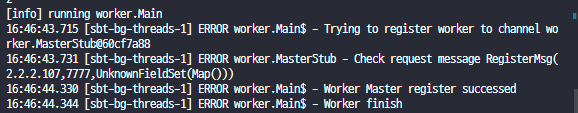 [info] running worker.Main
16:46:43.715 [sbt-bg-threads-1] ERROR worker.Main$ - Trying to register worker to channel wo
rker.MasterStub@60cf7a88
16:46:43.731 [sbt-bg-threads-1] ERROR worker.MasterStub - Check request message RegisterMsg(
2.2.2.107,7777,UnknownFieldSet(Map()))
16:46:44.330 [sbt-bg-threads-1] ERROR worker.Main$ - Worker Master register successed
16:46:44.344 [sbt-bg-threads-1] ERROR worker.Main$ - Worker finish